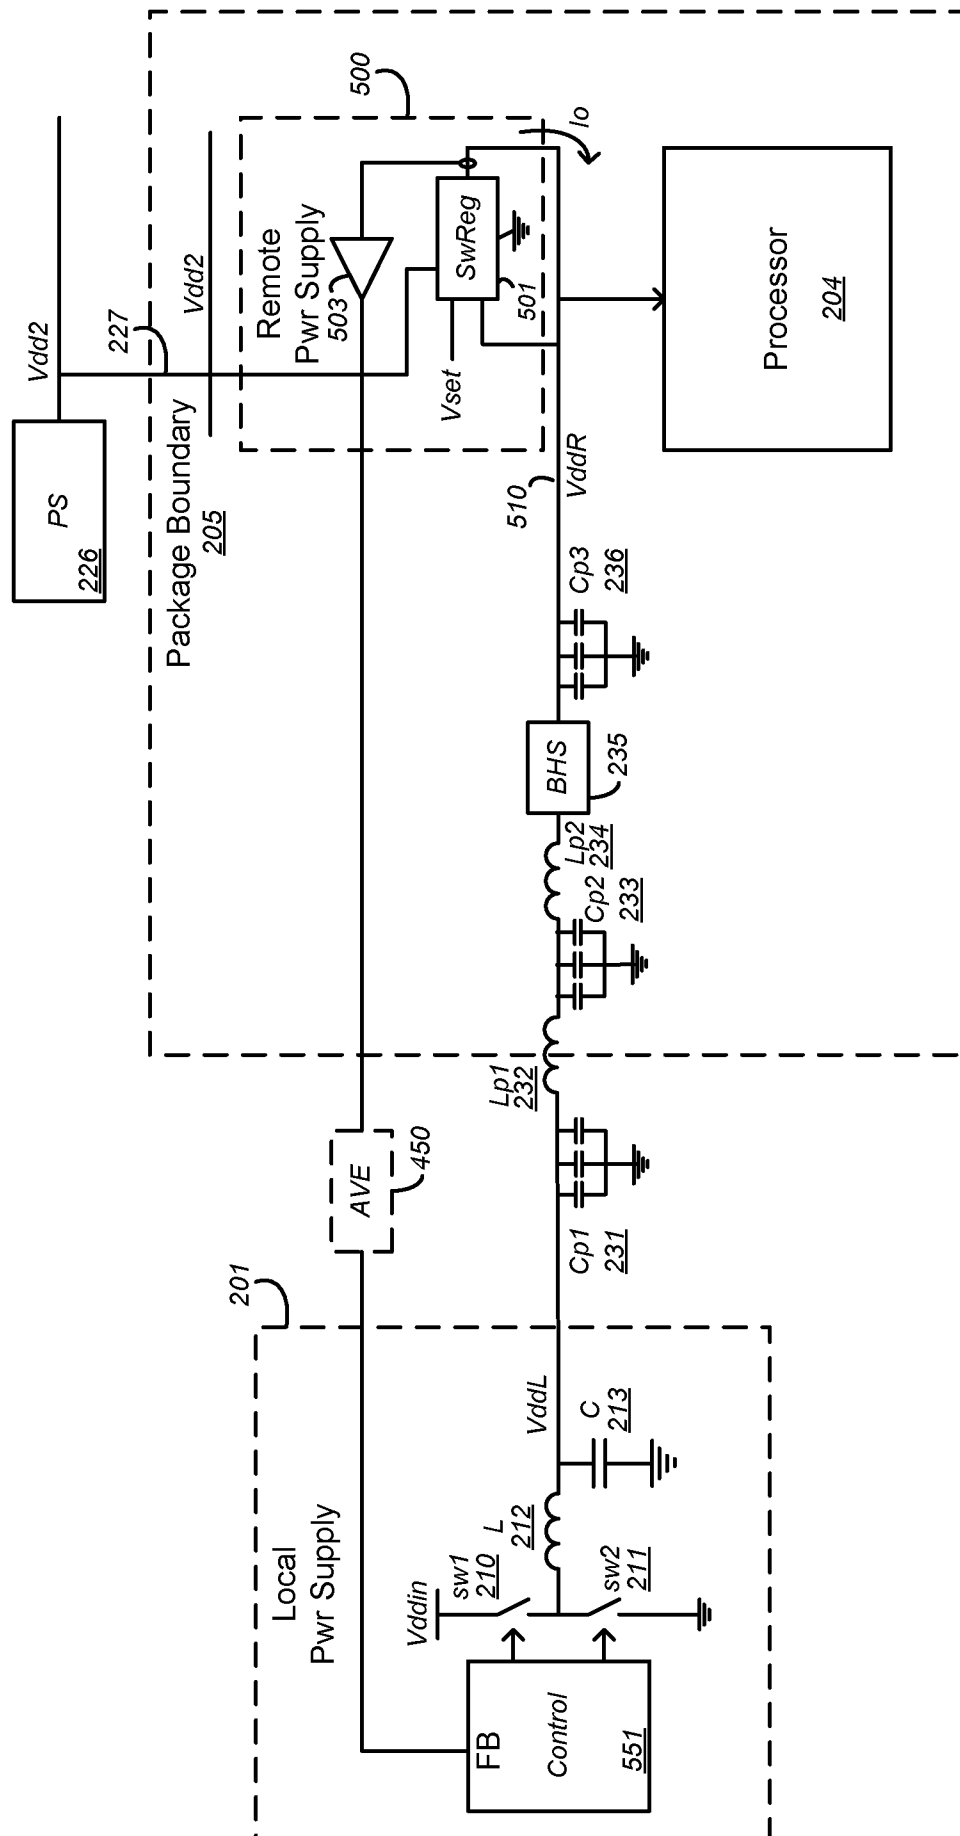 Local
Pwr Supply
201
FB
Control
551
Vddin
sw1
210
sw2
211
L
212
VddL
C
213
AVE
450
Cp1
231
Lp1
232
Cp2
233
Lp2
234
BHS
235
Cp3
236
510
VddR
Package Boundary
205
PS
226
Vdd2
227
Vdd2
Remote
Pwr Supply
503
500
Vset
SwReg
501
Io
Processor
204